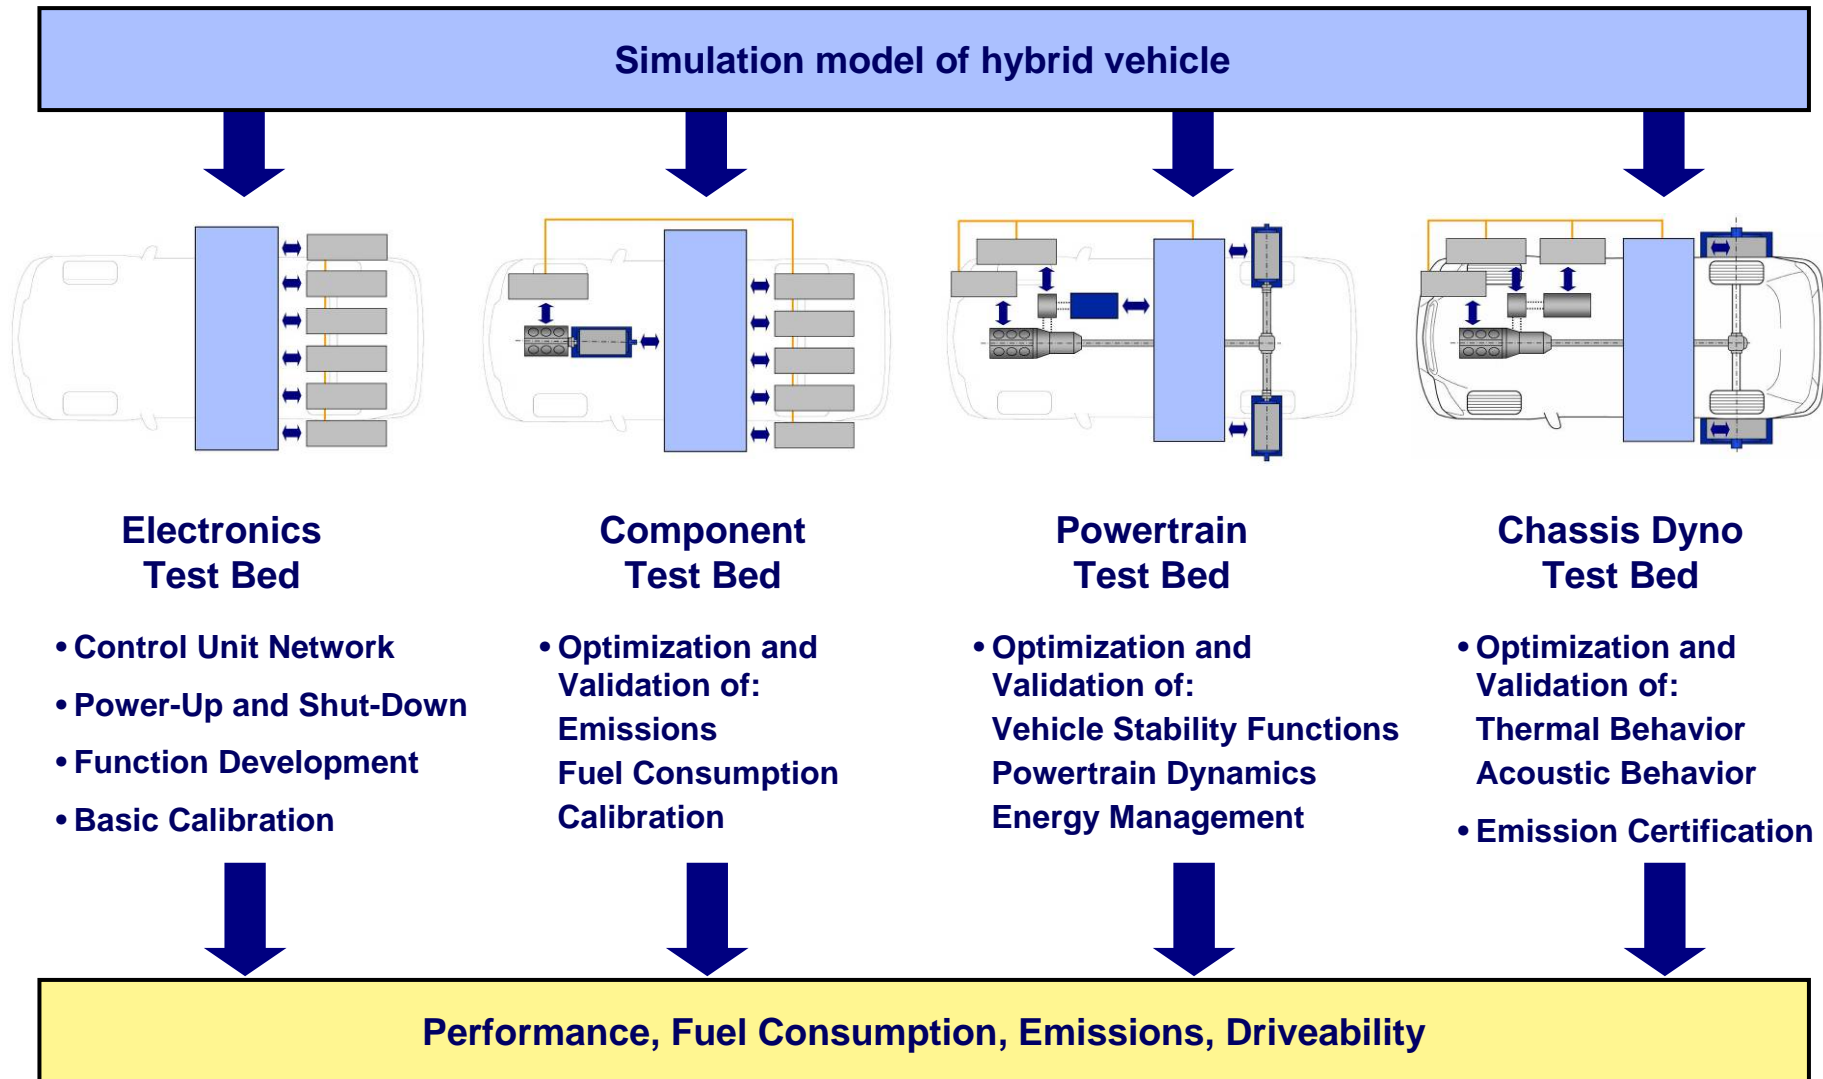 Simulation model of hybrid vehicle
Electronics
Test Bed
• Control Unit Network
• Power-Up and Shut-Down
• Function Development
• Basic Calibration
Component
Test Bed
• Optimization and
Validation of:
Emissions
Fuel Consumption
Calibration
Powertrain
Test Bed
• Optimization and
Validation of:
Vehicle Stability Functions
Powertrain Dynamics
Energy Management
Chassis Dyno
Test Bed
• Optimization and
Validation of:
Thermal Behavior
Acoustic Behavior
• Emission Certification
Performance, Fuel Consumption, Emissions, Driveability